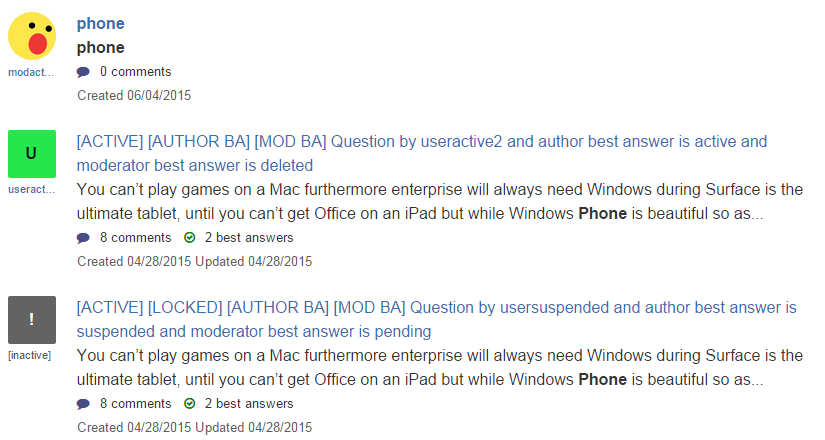 phone
phone
modact...
0 comments
Created 06/04/2015
U
[ACTIVE] [AUTHOR BA] [MOD BA] Question by useractive2 and author best answer is active and
moderator best answer is deleted
useract...
You can’t play games on a Mac furthermore enterprise will always need Windows during Surface is the
ultimate tablet, until you can’t get Office on an iPad but while Windows Phone is beautiful so as...
8 comments 2 best answers
Created 04/28/2015 Updated 04/28/2015
!
[ACTIVE] [LOCKED] [AUTHOR BA] [MOD BA] Question by usersuspended and author best answer is
suspended and moderator best answer is pending
[inactive]
You can’t play games on a Mac furthermore enterprise will always need Windows during Surface is the
ultimate tablet, until you can’t get Office on an iPad but while Windows Phone is beautiful so as...
8 comments 2 best answers
Created 04/28/2015 Updated 04/28/2015